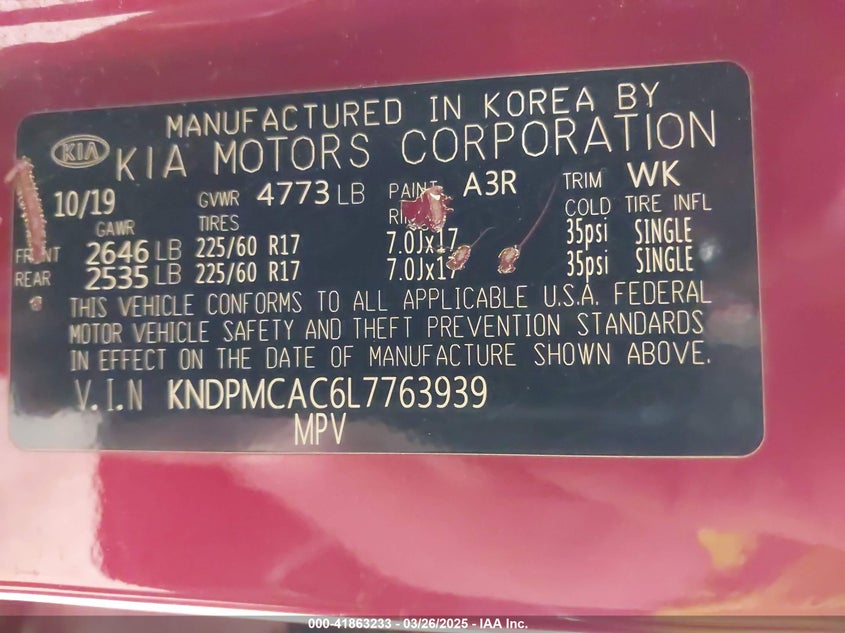 MANUFACTURED IN KOREA BY
KIA KIA MOTORS CORPORATION
10/19 GVWR 4773 LB PAINT A3R TRIM WK
GAWR TIRES COLD TIRE INFL
FRONT 2646 LB 225/60 R17 7.0Jx17 35psi SINGLE
REAR 2535 LB 225/60 R17 7.0Jx17 35psi SINGLE
THIS VEHICLE CONFORMS TO ALL APPLICABLE U.S.A. FEDERAL
MOTOR VEHICLE SAFETY AND THEFT PREVENTION STANDARDS
IN EFFECT ON THE DATE OF MANUFACTURE SHOWN ABOVE.
V.I.N KNDPMCAC6L7763939
MPV
000-41863233 - 03/26/2025 - IAA Inc.